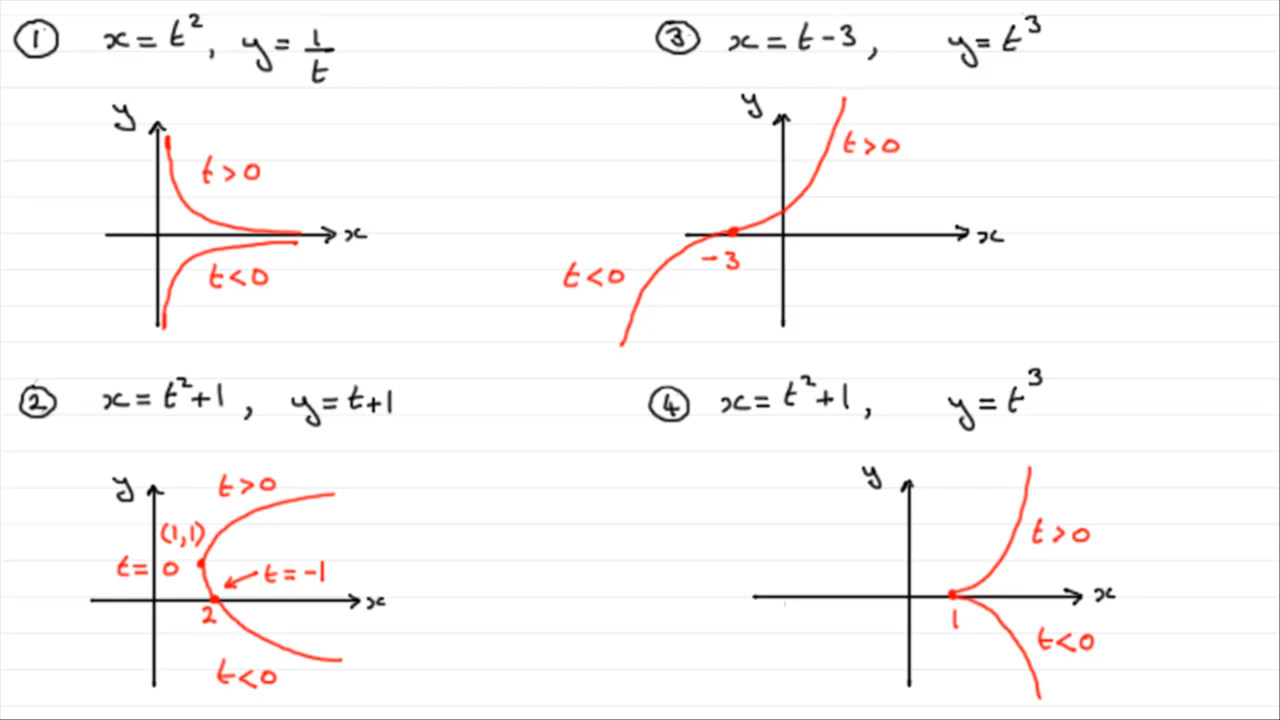 ① x = t², y = 1/t
y
t > 0
x
t < 0
② x = t²+1, y = t+1
y
t > 0
(1,1)
t = 0
t = -1
x
2
t < 0
③ x = t-3, y = t³
y
t > 0
x
-3
t < 0
④ x = t²+1, y = t³
y
t > 0
x
1
t < 0